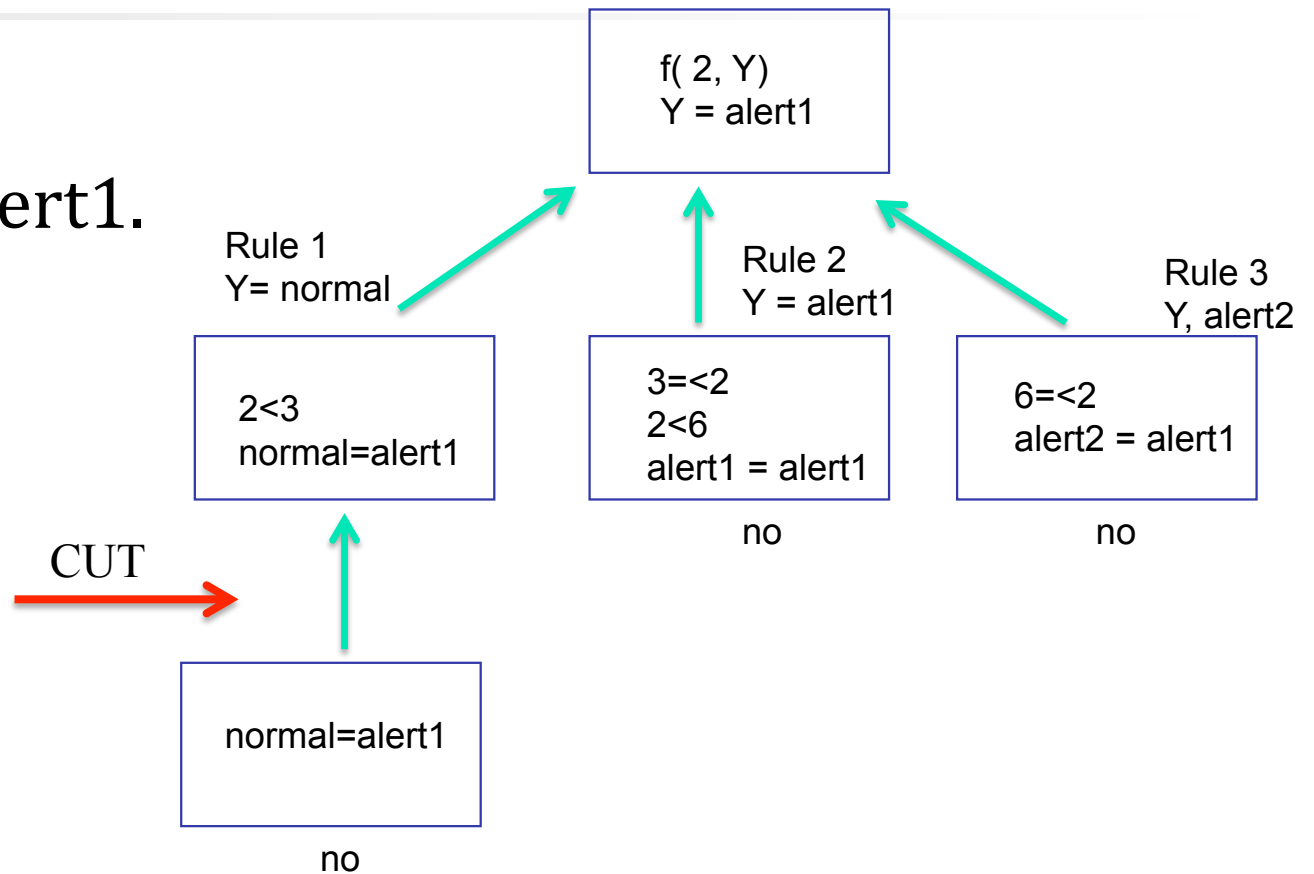 f( 2, Y)
Y = alert1
ert1.
Rule 1
Y= normal
Rule 2
Y = alert1
Rule 3
Y, alert2
2<3
normal=alert1
3=<2
2<6
alert1 = alert1
6=<2
alert2 = alert1
no
no
CUT
normal=alert1
no